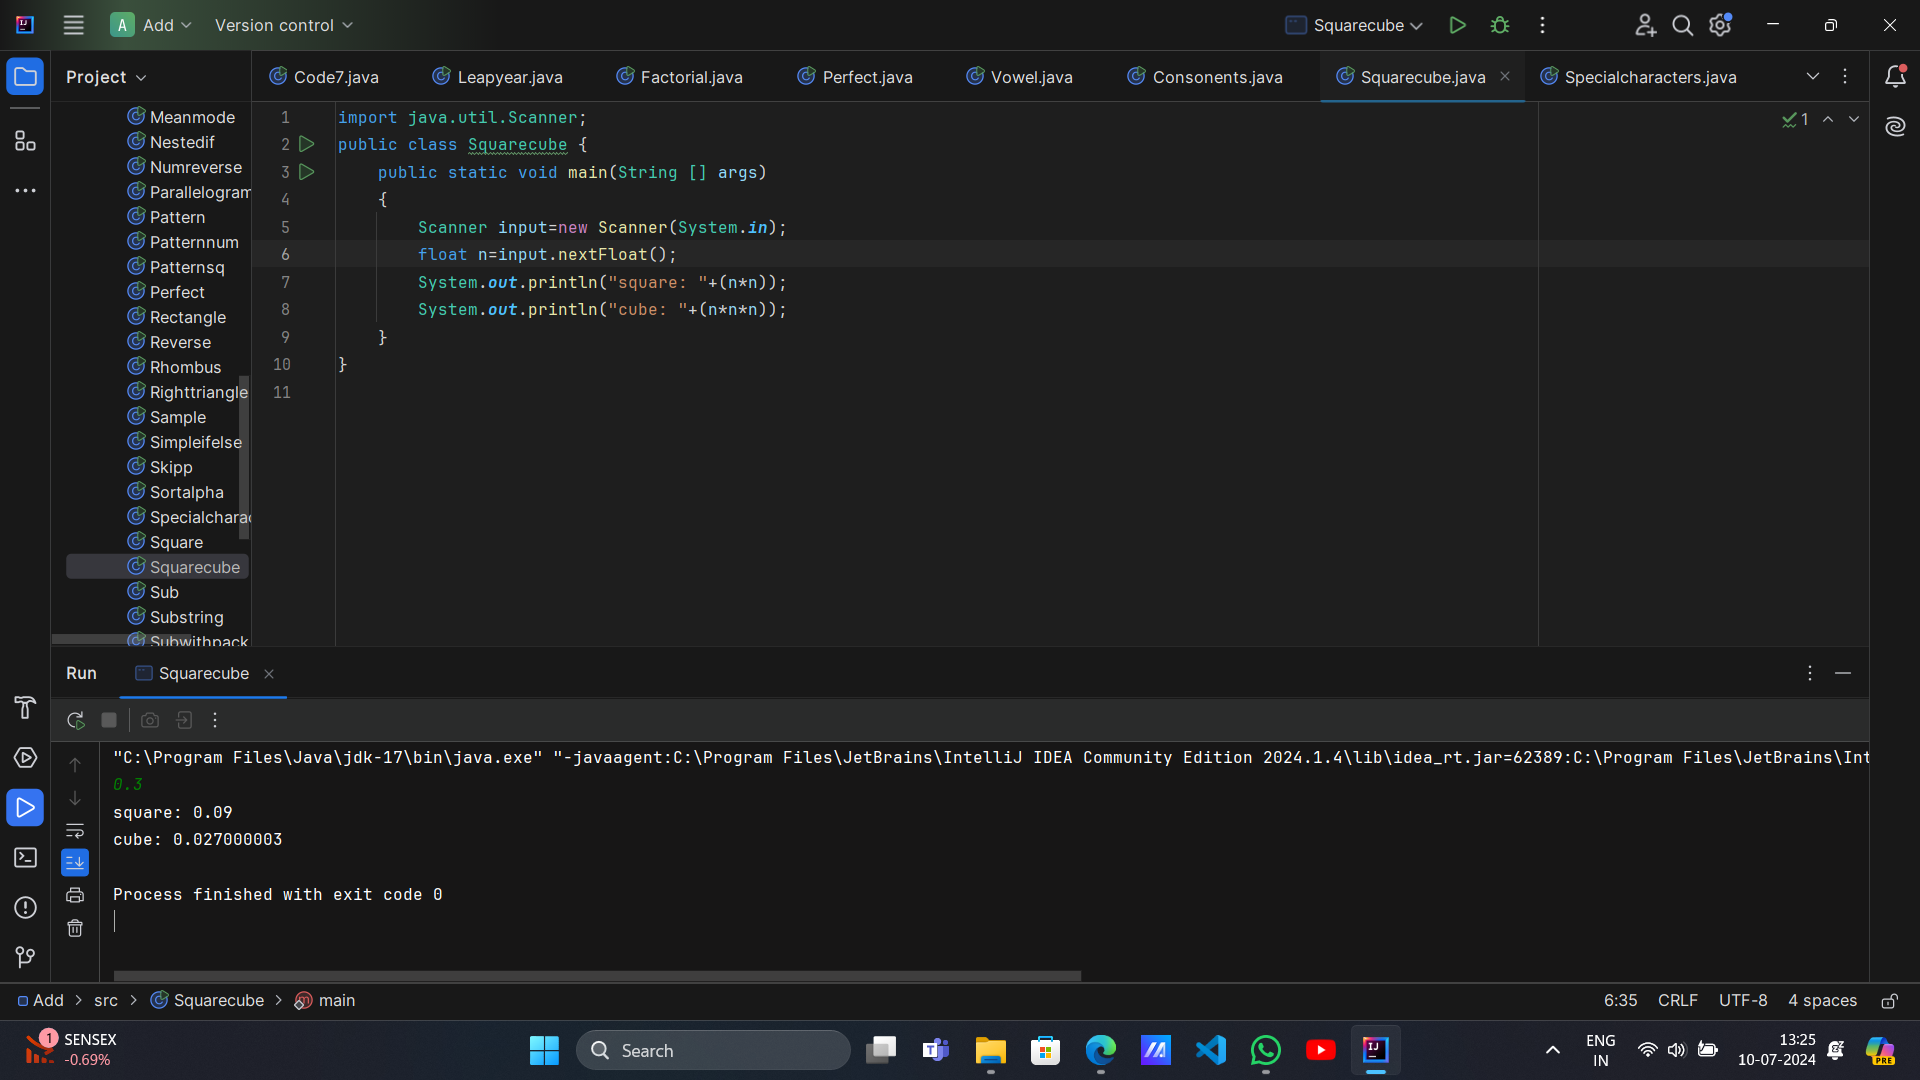 A Add Version control Squarecube
Project
Code7.java Leapyear.java Factorial.java Perfect.java Vowel.java Consonents.java Squarecube.java Specialcharacters.java
Meanmode
Nestedif
Numreverse
Parallelogram
Pattern
Patternnum
Patternsq
Perfect
Rectangle
Reverse
Rhombus
Righttriangle
Sample
Simpleifelse
Skipp
Sortalpha
Specialcharac
Square
Squarecube
Sub
Substring
Subwithpack
1 import java.util.Scanner;
2 public class Squarecube {
3 public static void main(String [] args)
4 {
5 Scanner input=new Scanner(System.in);
6 float n=input.nextFloat();
7 System.out.println("square: "+(n*n));
8 System.out.println("cube: "+(n*n*n));
9 }
10 }
11
1
Run Squarecube
"C:\Program Files\Java\jdk-17\bin\java.exe" "-javaagent:C:\Program Files\JetBrains\IntelliJ IDEA Community Edition 2024.1.4\lib\idea_rt.jar=62389:C:\Program Files\JetBrains\Int
0.3
square: 0.09
cube: 0.027000003
Process finished with exit code 0
Add > src > Squarecube > main 6:35 CRLF UTF-8 4 spaces
1 SENSEX
-0.69%
Search
ENG
IN
13:25
10-07-2024
PRE